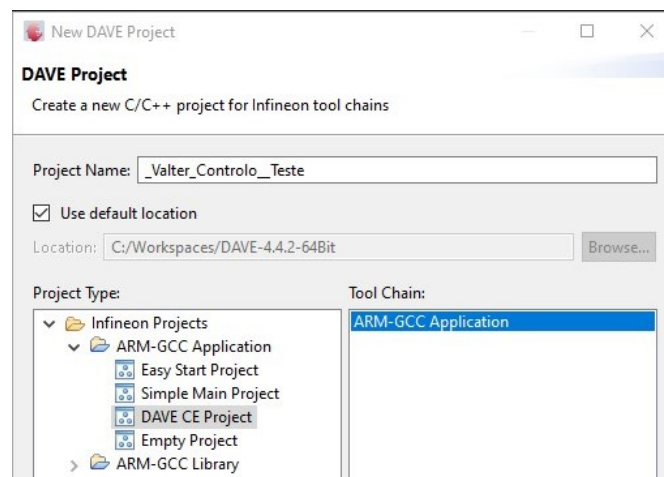 New DAVE Project
DAVE Project
Create a new C/C++ project for Infineon tool chains
Project Name: _Valter_Controlo__Teste
Use default location
Location: C:/Workspaces/DAVE-4.4.2-64Bit Browse...
Project Type: Tool Chain:
Infineon Projects ARM-GCC Application
ARM-GCC Application
Easy Start Project
Simple Main Project
DAVE CE Project
Empty Project
ARM-GCC Library